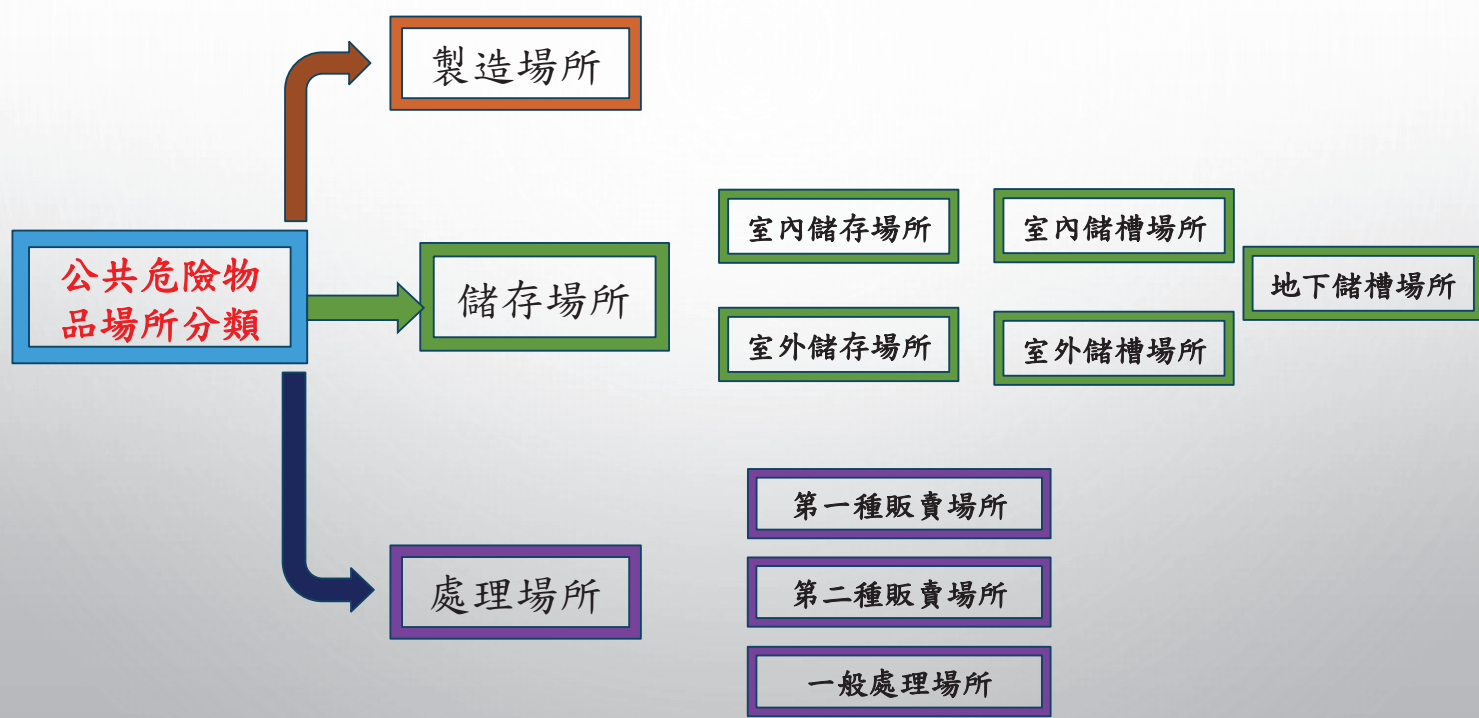 製造場所
公共危險物
品場所分類
儲存場所
室內儲存場所
室內儲槽場所
地下儲槽場所
室外儲存場所
室外儲槽場所
處理場所
第一種販賣場所
第二種販賣場所
一般處理場所